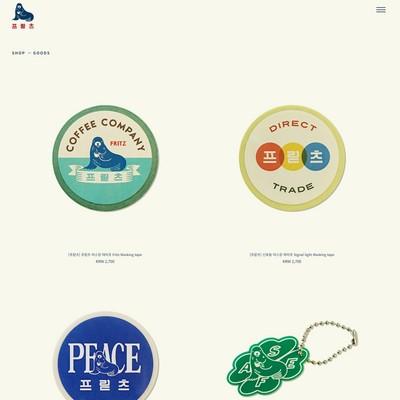 프릳츠
SHOP — GOODS
COFFEE COMPANY
FRITZ
프릳츠
DIRECT
프릳츠
TRADE
[프릳츠] 프릳츠 마스킹 테이프 Fritz Masking tape
KRW 2,700
[프릳츠] 신호등 마스킹 테이프 Signal light Masking tape
KRW 2,700
PEACE
프릳츠
SAFE